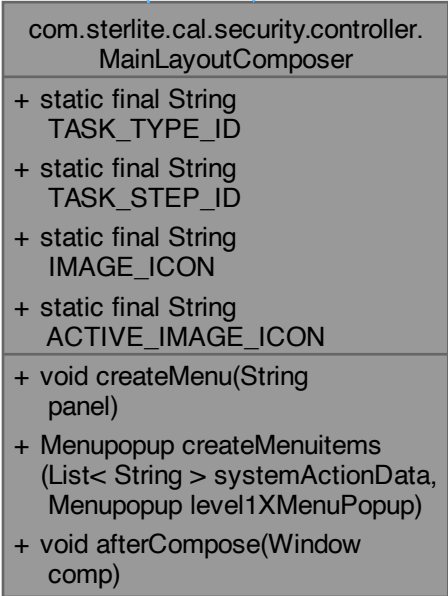 com.sterlite.cal.security.controller.
MainLayoutComposer
+ static final String
TASK_TYPE_ID
+ static final String
TASK_STEP_ID
+ static final String
IMAGE_ICON
+ static final String
ACTIVE_IMAGE_ICON
+ void createMenu(String
panel)
+ Menupopup createMenuitems
(List< String > systemActionData,
Menupopup level1XMenuPopup)
+ void afterCompose(Window
comp)